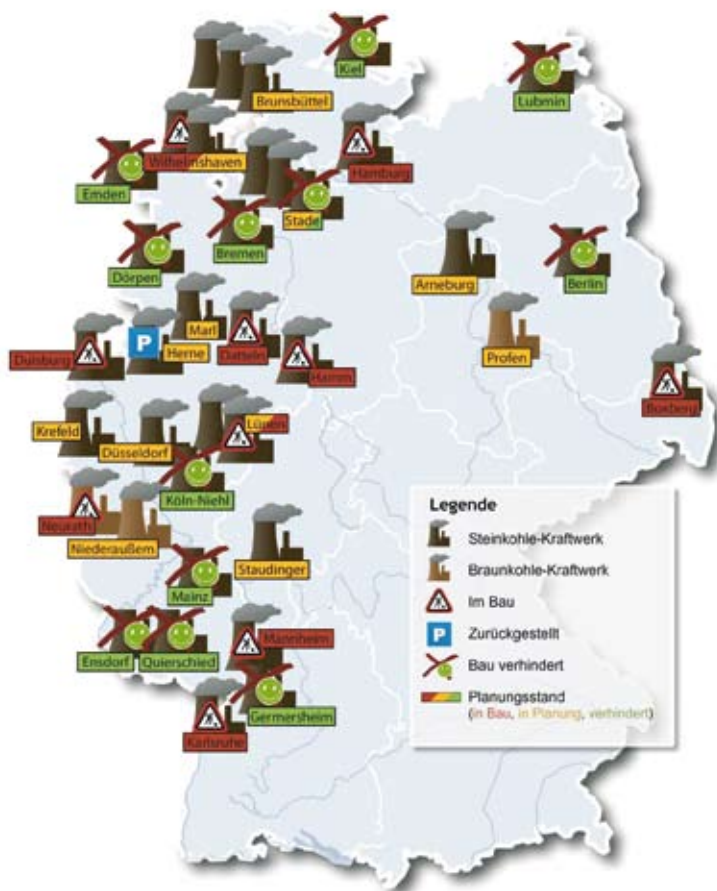 Kiel
Lubmin
Brunsbüttel
Wilhelmshaven
Hamburg
Emden
Stade
Bremen
Dörpen
Arneburg
Berlin
Marl
P
Herne
Datteln
Duisburg
Hamm
Profen
Boxberg
Krefeld
Lünen
Düsseldorf
Köln-Niehl
Neurath
Niederaußem
Staudinger
Mainz
Ensdorf
Quierschied
Mannheim
Germersheim
Karlsruhe
Legende
Steinkohle-Kraftwerk
Braunkohle-Kraftwerk
Im Bau
P
Zurückgestellt
Bau verhindert
Planungsstand
(in Bau, in Planung, verhindert)